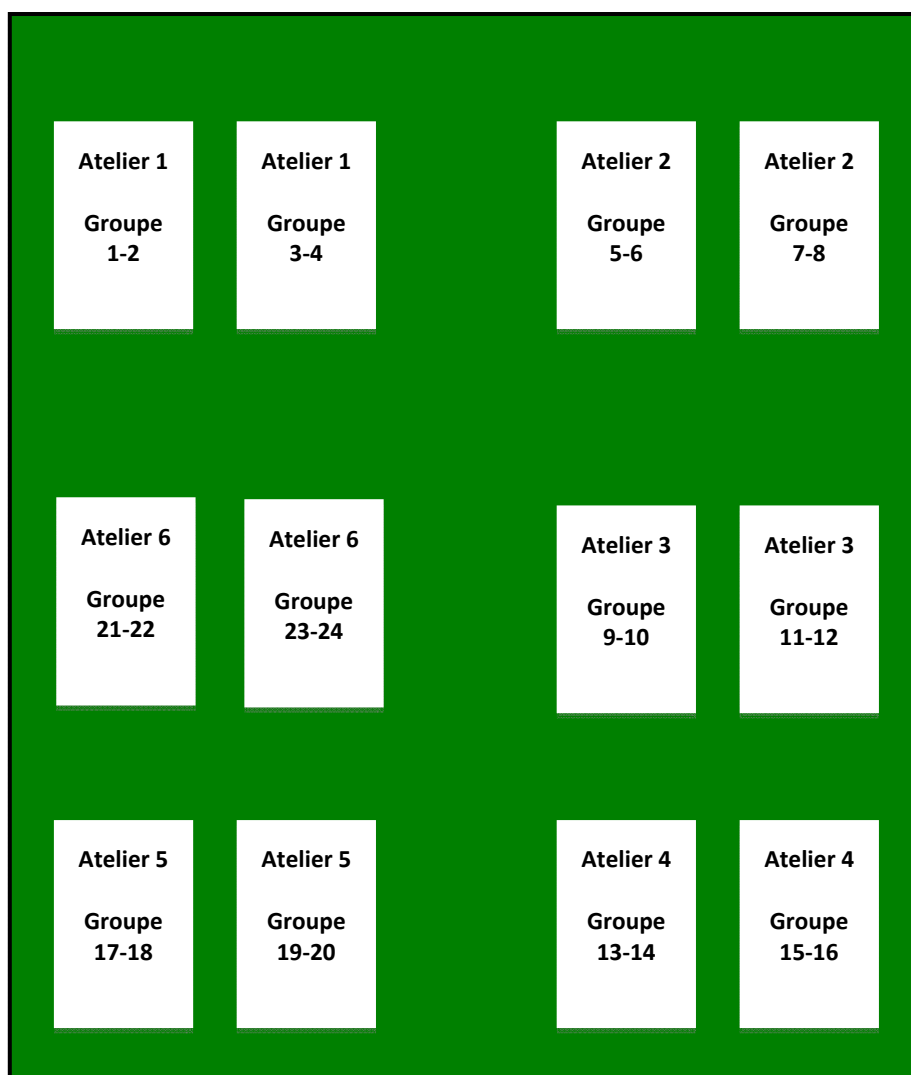 Atelier 1
Groupe
1-2
Atelier 1
Groupe
3-4
Atelier 2
Groupe
5-6
Atelier 2
Groupe
7-8
Atelier 6
Groupe
21-22
Atelier 6
Groupe
23-24
Atelier 3
Groupe
9-10
Atelier 3
Groupe
11-12
Atelier 5
Groupe
17-18
Atelier 5
Groupe
19-20
Atelier 4
Groupe
13-14
Atelier 4
Groupe
15-16